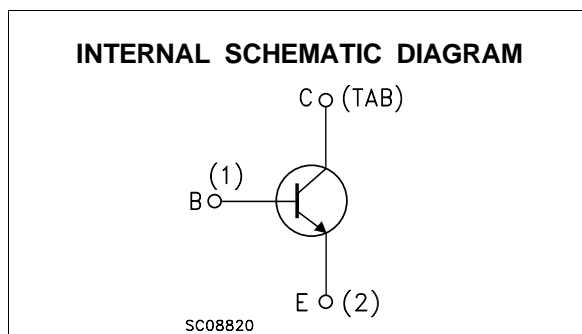 INTERNAL SCHEMATIC DIAGRAM
C (TAB)
(1)
B
E (2)
SC08820